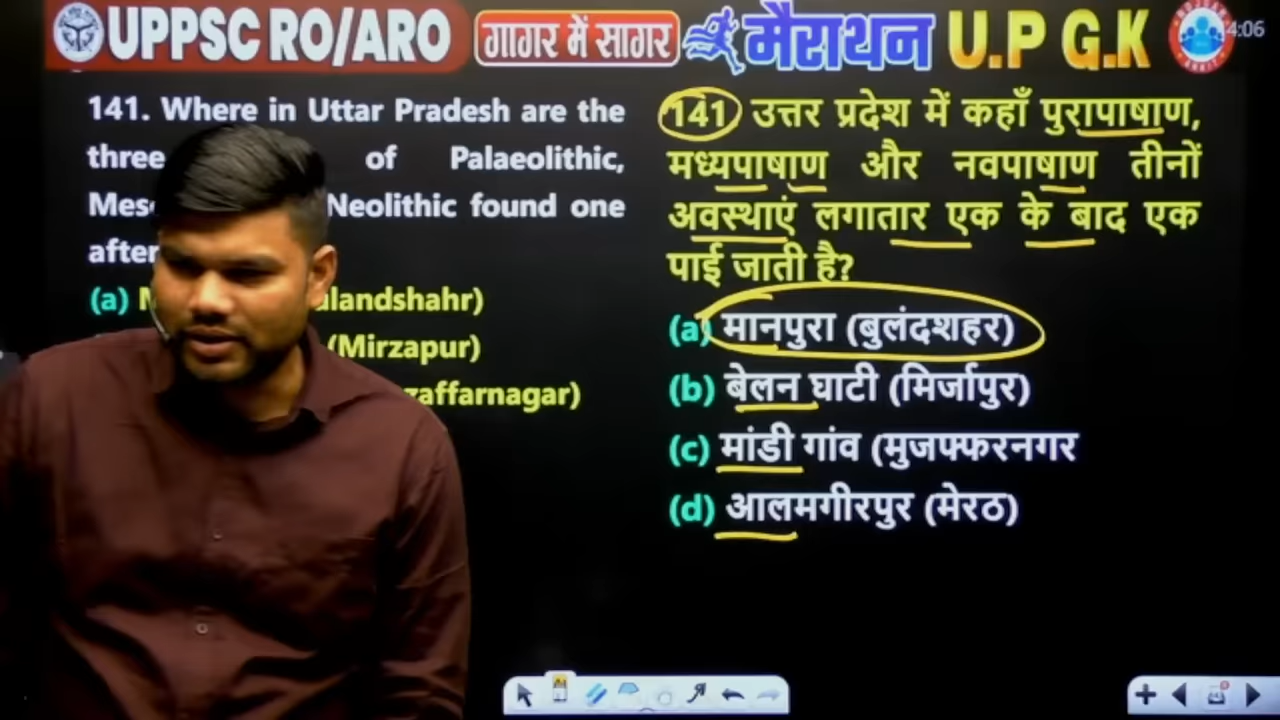 UPPSC RO/ARO गागर में सागर मैराथन U.P G.K 4:06
141. Where in Uttar Pradesh are the
three of Palaeolithic,
Neolithic found one
after
(a)
(Mirzapur)
141 उत्तर प्रदेश में कहाँ पुरापाषाण,
मध्यपाषाण और नवपाषाण तीनों
अवस्थाएं लगातार एक के बाद एक
पाई जाती है?
(a) मानपुरा (बुलंदशहर)
(b) बेलन घाटी (मिर्जापुर)
(c) मांडी गांव (मुजफ्फरनगर
(d) आलमगीरपुर (मेरठ)